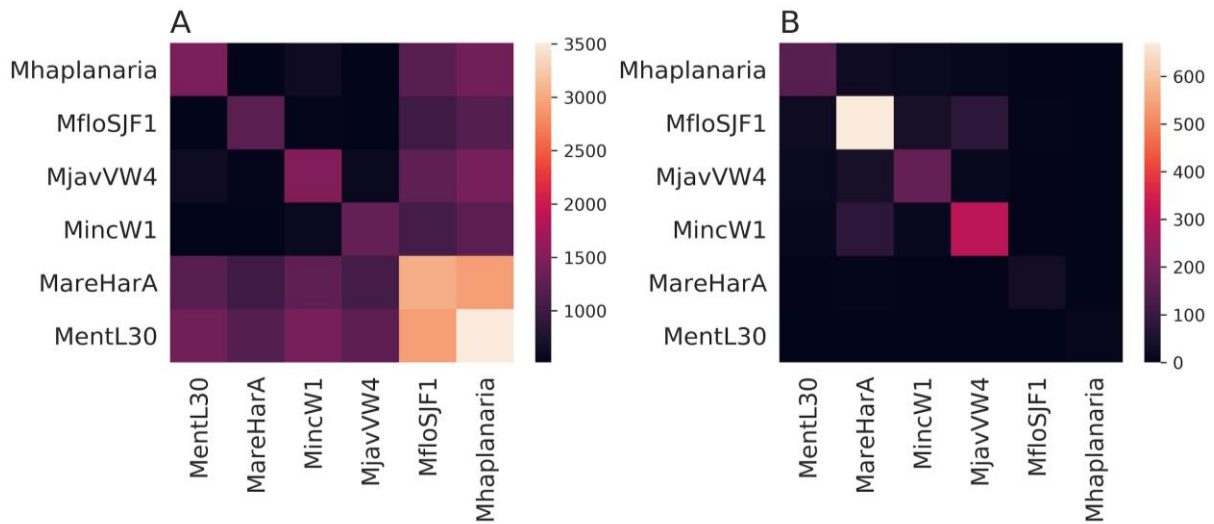 A
Mhaplanaria
MfloSJF1
MjavVW4
MincW1
MareHarA
MentL30
MentL30
MareHarA
MincW1
MjavVW4
MfloSJF1
Mhaplanaria
3500
3000
2500
2000
1500
1000
B
Mhaplanaria
MfloSJF1
MjavVW4
MincW1
MareHarA
MentL30
MentL30
MareHarA
MincW1
MjavVW4
MfloSJF1
Mhaplanaria
600
500
400
300
200
100
0